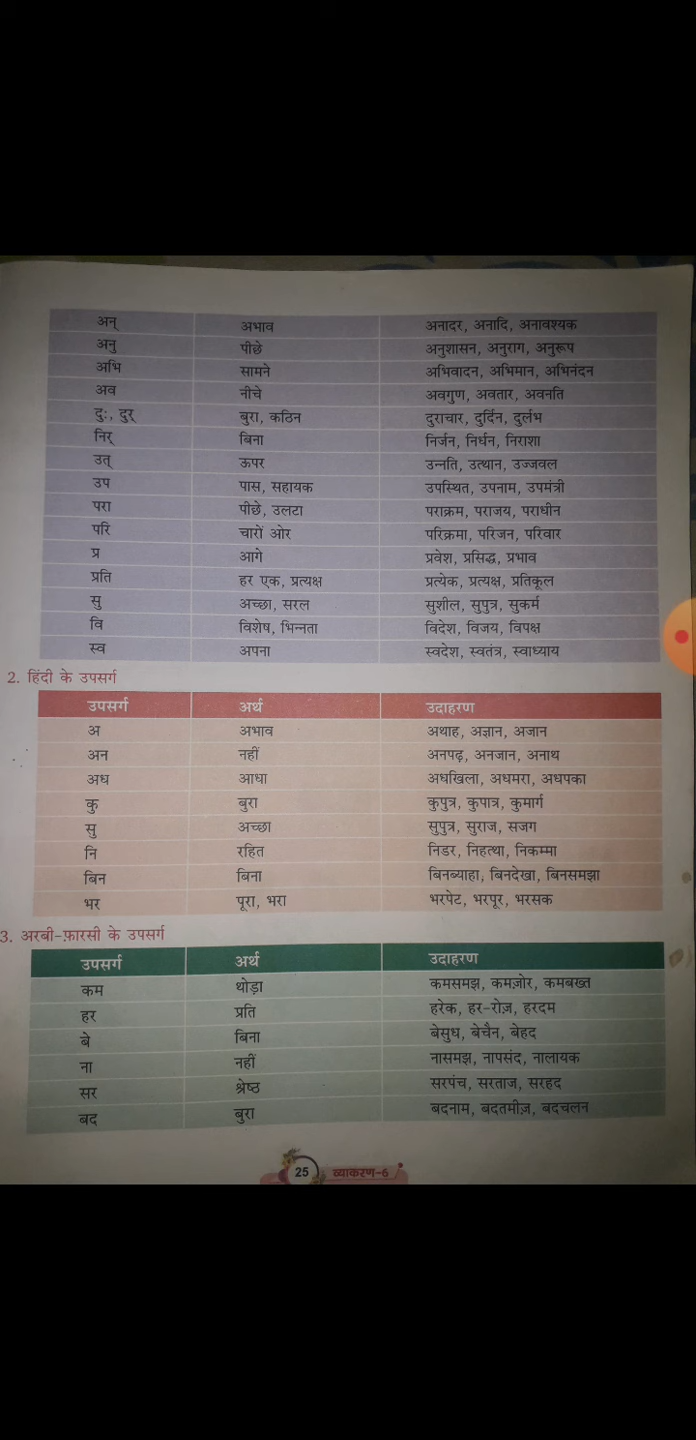 अन् अभाव अनादर, अनादि, अनावश्यक
अनु पीछे अनुशासन, अनुराग, अनुरूप
अभि सामने अभिवादन, अभिमान, अभिनंदन
अव नीचे अवगुण, अवतार, अवनति
दुः, दुर् बुरा, कठिन दुराचार, दुर्दिन, दुर्लभ
निर् बिना निर्जन, निर्धन, निराशा
उत् ऊपर उन्नति, उत्थान, उज्जवल
उप पास, सहायक उपस्थित, उपनाम, उपमंत्री
परा पीछे, उलटा पराक्रम, पराजय, पराधीन
परि चारों ओर परिक्रमा, परिजन, परिवार
प्र आगे प्रवेश, प्रसिद्ध, प्रभाव
प्रति हर एक, प्रत्यक्ष प्रत्येक, प्रत्यक्ष, प्रतिकूल
सु अच्छा, सरल सुशील, सुपुत्र, सुकर्म
वि विशेष, भिन्नता विदेश, विजय, विपक्ष
स्व अपना स्वदेश, स्वतंत्र, स्वाध्याय
2. हिंदी के उपसर्ग
उपसर्ग अर्थ उदाहरण
अ अभाव अथाह, अज्ञान, अजान
अन नहीं अनपढ़, अनजान, अनाथ
अध आधा अधखिला, अधमरा, अधपका
कु बुरा कुपुत्र, कुपात्र, कुमार्ग
सु अच्छा सुपुत्र, सुराज, सजग
नि रहित निडर, निहत्था, निकम्मा
बिन बिना बिनब्याहा, बिनदेखा, बिनसमझा
भर पूरा, भरा भरपेट, भरपूर, भरसक
3. अरबी-फ़ारसी के उपसर्ग
उपसर्ग अर्थ उदाहरण
कम थोड़ा कमसमझ, कमज़ोर, कमबख्त
हर प्रति हरेक, हर-रोज़, हरदम
बे बिना बेसुध, बेचैन, बेहद
ना नहीं नासमझ, नापसंद, नालायक
सर श्रेष्ठ सरपंच, सरताज, सरहद
बद बुरा बदनाम, बदतमीज़, बदचलन
25 व्याकरण-6